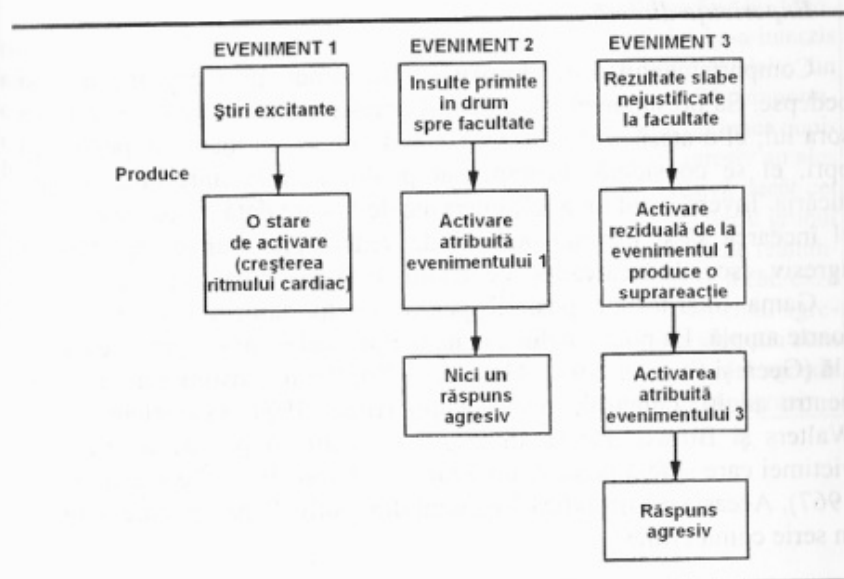 EVENIMENT 1
Ştiri excitante
Produce
O stare
de activare
(creşterea
ritmului cardiac)
EVENIMENT 2
Insulte primite
in drum
spre facultate
Activare
atribuită
evenimentului 1
Nici un
răspuns
agresiv
EVENIMENT 3
Rezultate slabe
nejustificate
la facultate
Activare
reziduală de la
evenimentul 1
produce o
suprareacţie
Activarea
atribuită
evenimentului 3
Răspuns
agresiv